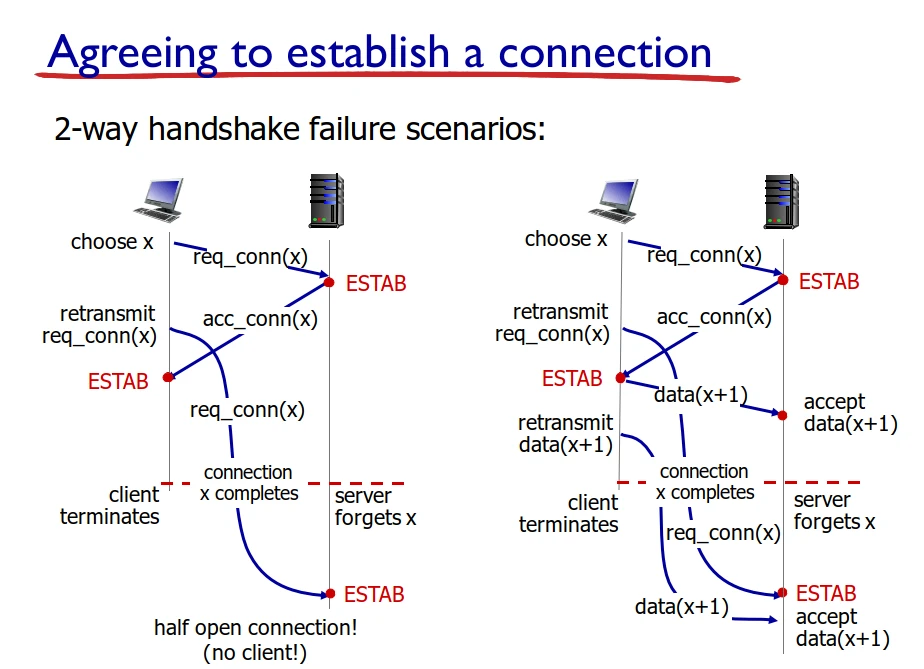 Agreeing to establish a connection
2-way handshake failure scenarios:
choose x
req_conn(x)
ESTAB
retransmit
req_conn(x)
acc_conn(x)
ESTAB
req_conn(x)
connection
x completes
client
terminates
server
forgets x
ESTAB
half open connection!
(no client!)
choose x
req_conn(x)
ESTAB
retransmit
req_conn(x)
acc_conn(x)
ESTAB
data(x+1)
accept
data(x+1)
retransmit
data(x+1)
connection
x completes
client
terminates
server
forgets x
req_conn(x)
ESTAB
data(x+1)
accept
data(x+1)